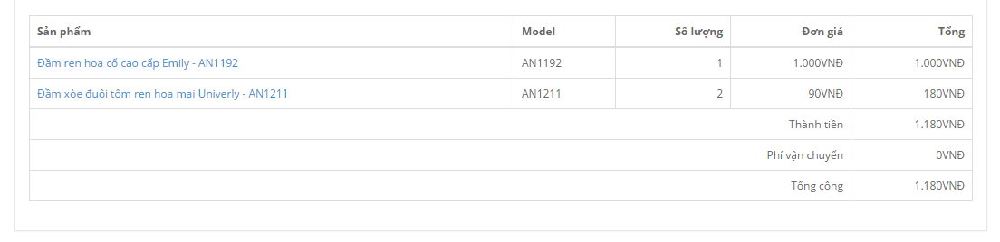 Sản phẩm Model Số lượng Đơn giá Tổng
Đầm ren hoa cổ cao cấp Emily - AN1192 AN1192 1 1.000VNĐ 1.000VNĐ
Đầm xòe đuôi tôm ren hoa mai Univerly - AN1211 AN1211 2 90VNĐ 180VNĐ
Thành tiền 1.180VNĐ
Phí vận chuyển 0VNĐ
Tổng cộng 1.180VNĐ